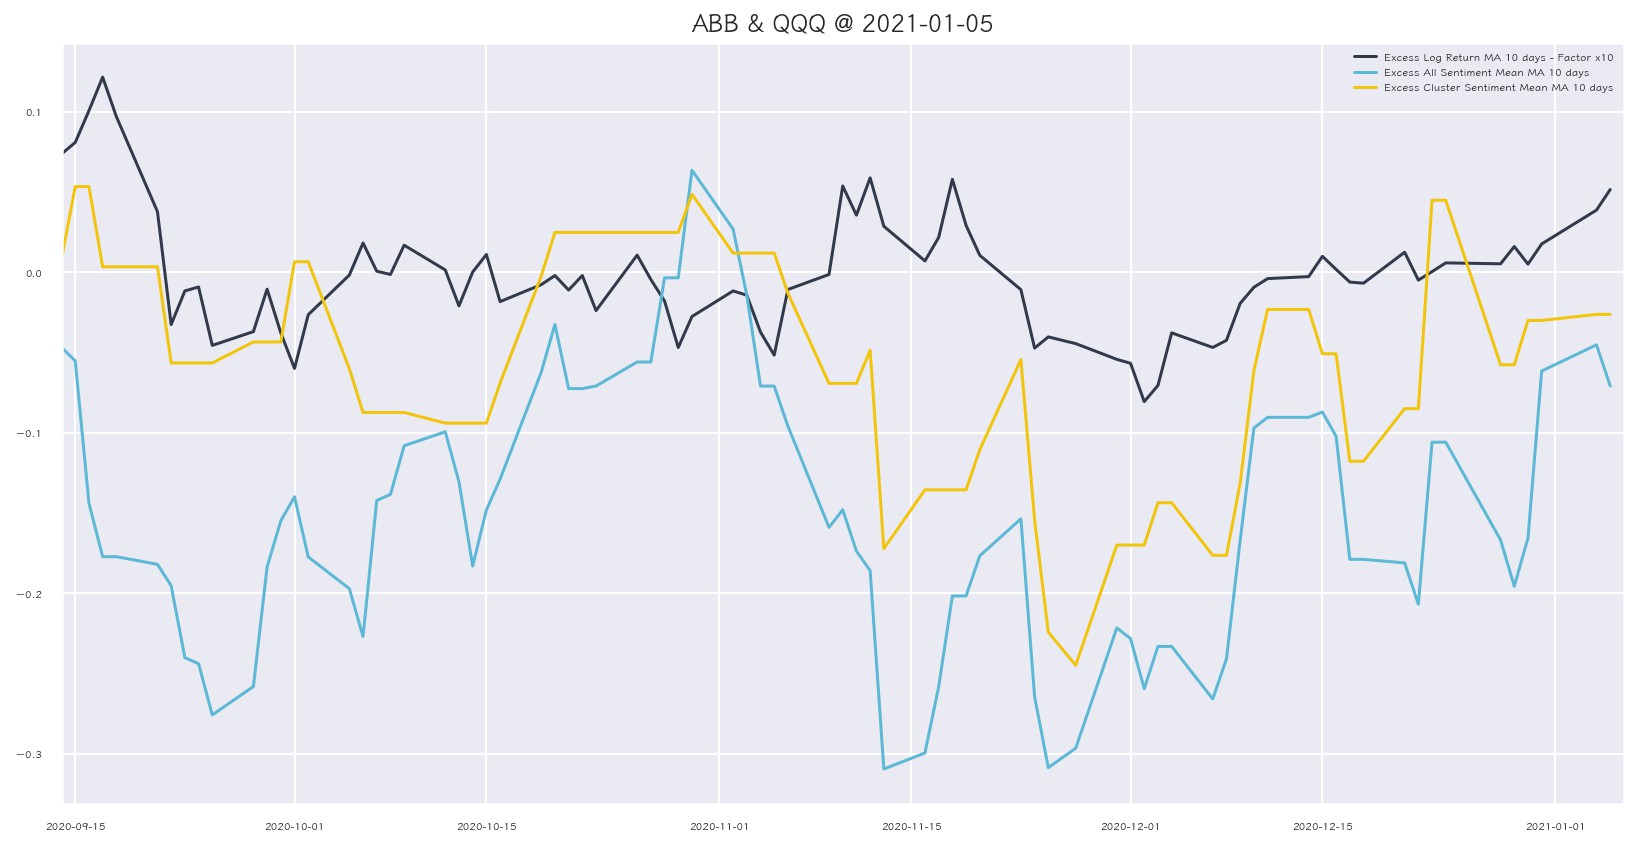 ABB & QQQ @ 2021-01-05
Excess Log Return MA 10 days - Factor x10
Excess All Sentiment Mean MA 10 days
Excess Cluster Sentiment Mean MA 10 days
0.1
0.0
−0.1
−0.2
−0.3
2020-09-15 2020-10-01 2020-10-15 2020-11-01 2020-11-15 2020-12-01 2020-12-15 2021-01-01